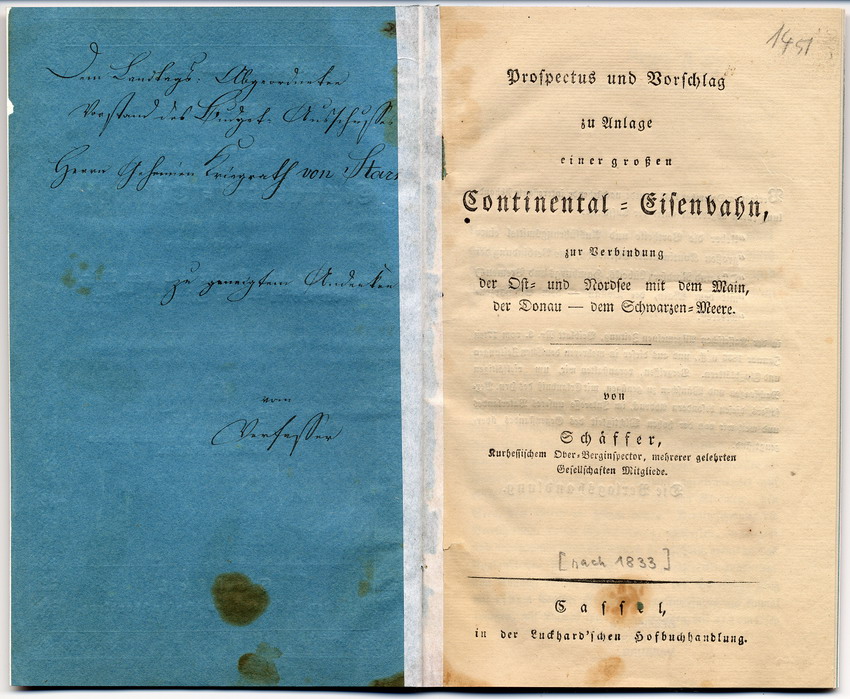 Dem Landtags-Abgeordneten
Vorstand des Budget-Ausschusses
Herrn Geheimen Kriegsrath von Star
zu geneigtem Andenken
vom
Verfasser
1451
Prospectus und Vorschlag
zu Anlage
einer großen
Continental-Eisenbahn,
zur Verbindung
der Ost- und Nordsee mit dem Main,
der Donau — dem Schwarzen-Meere.
von
Schäffer,
Kurhessischem Ober-Berginspector, mehrerer gelehrten
Gesellschaften Mitgliede.
[nach 1833]
Cassel,
in der Luckhard'schen Hofbuchhandlung.